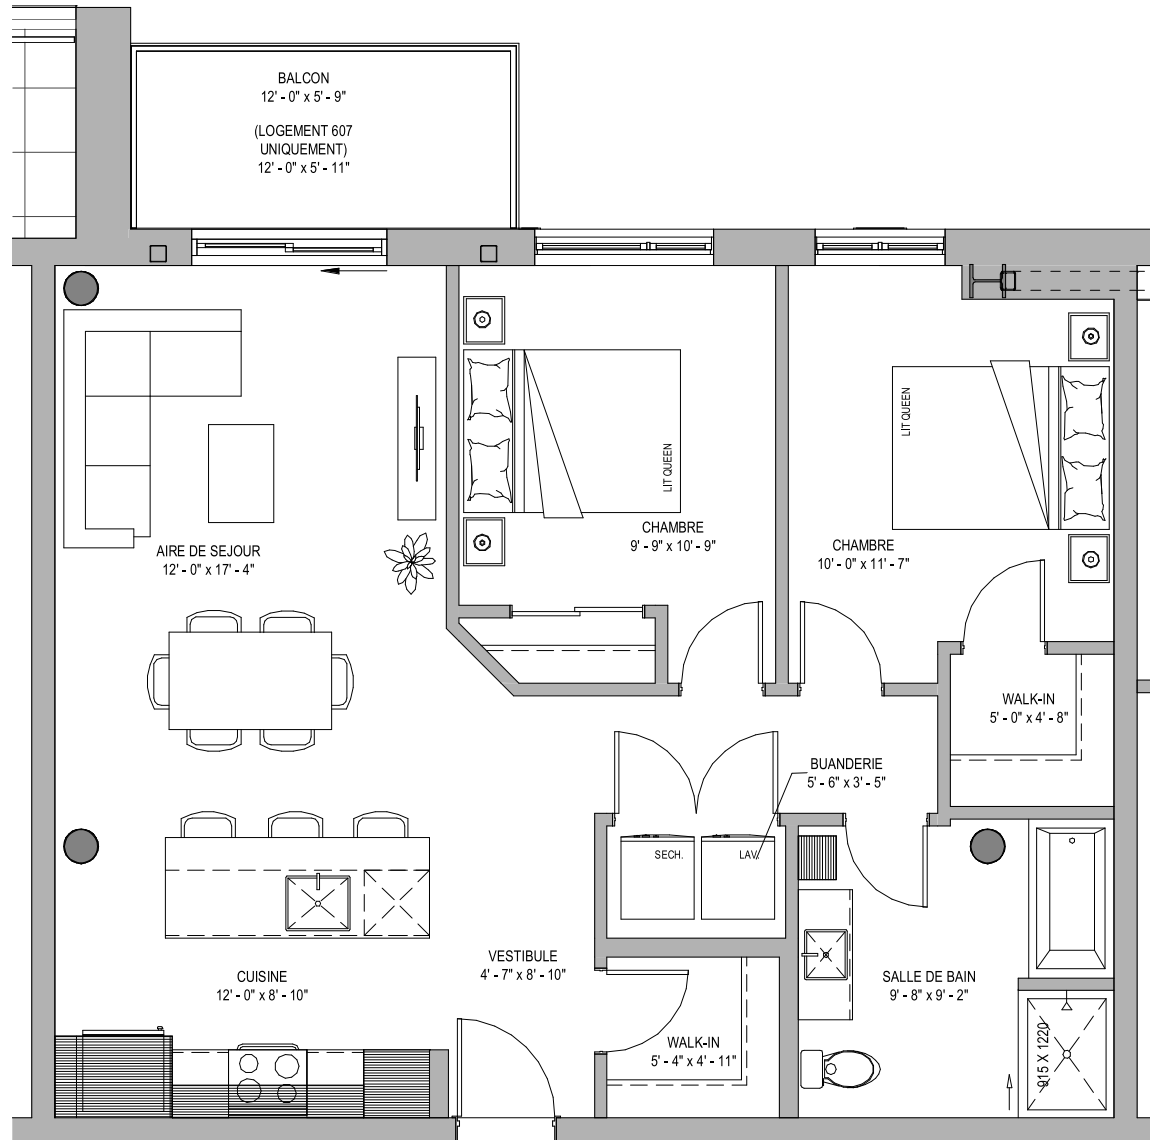 BALCON
12' - 0" x 5' - 9"
(LOGEMENT 607
UNIQUEMENT)
12' - 0" x 5' - 11"
LIT QUEEN
LIT QUEEN
CHAMBRE
9' - 9" x 10' - 9"
CHAMBRE
10' - 0" x 11' - 7"
AIRE DE SEJOUR
12' - 0" x 17' - 4"
WALK-IN
5' - 0" x 4' - 8"
BUANDERIE
5' - 6" x 3' - 5"
SECH.
LAV.
VESTIBULE
4' - 7" x 8' - 10"
CUISINE
12' - 0" x 8' - 10"
SALLE DE BAIN
9' - 8" x 9' - 2"
WALK-IN
5' - 4" x 4' - 11"
915 X 1220